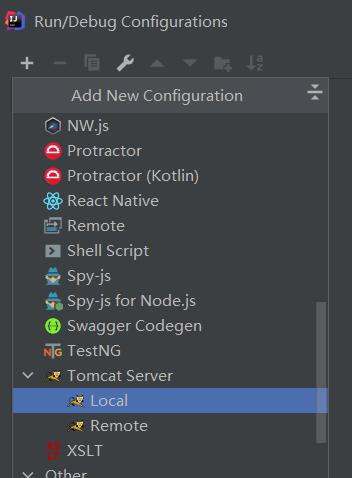 Run/Debug Configurations
Add New Configuration
NW.js
Protractor
Protractor (Kotlin)
React Native
Remote
Shell Script
Spy-js
Spy-js for Node.js
Swagger Codegen
TestNG
Tomcat Server
Local
Remote
XSLT
Other